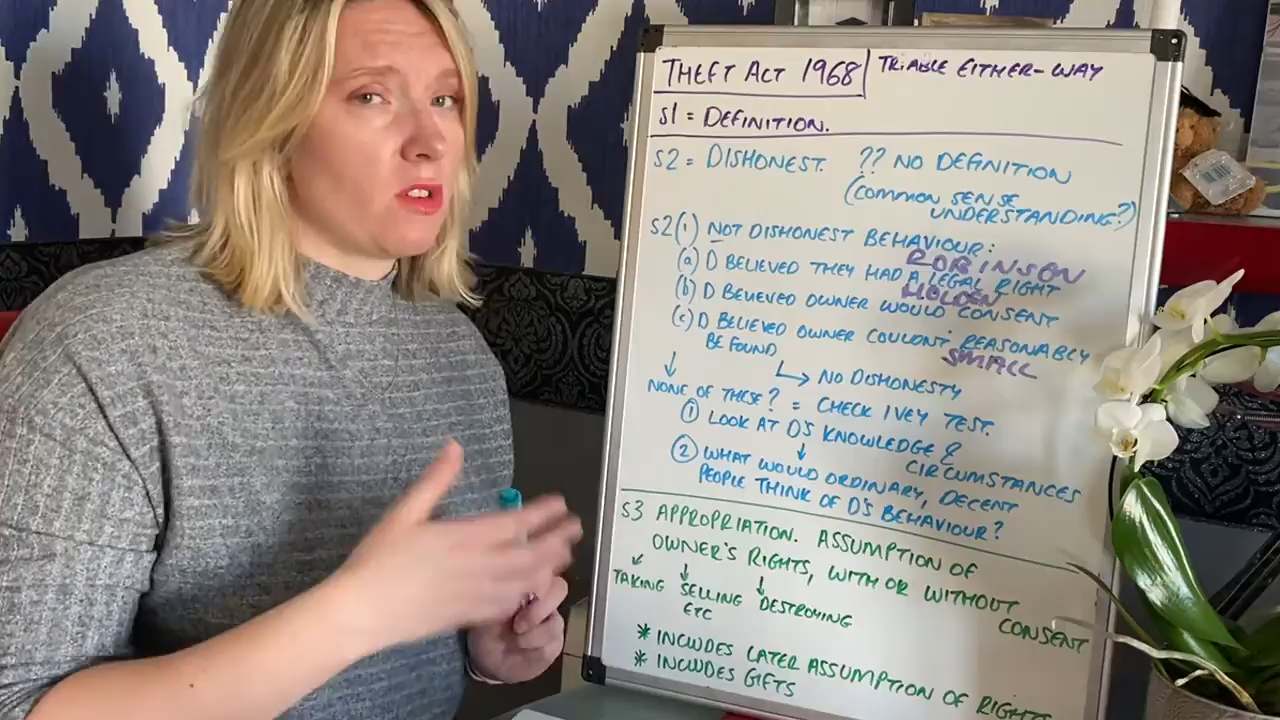 THEFT ACT 1968 TRIABLE EITHER-WAY
S1 = DEFINITION.
S2 = DISHONEST. ?? NO DEFINITION
(COMMON SENSE
UNDERSTANDING?)
S2(1) NOT DISHONEST BEHAVIOUR:
ROBINSON
(a) D BELIEVED THEY HAD A LEGAL RIGHT
HOLDEN
(b) D BELIEVED OWNER WOULD CONSENT
(c) D BELIEVED OWNER COULDN'T REASONABLY
BE FOUND
SMALL
↓ ↳ NO DISHONESTY
NONE OF THESE? = CHECK IVEY TEST.
① LOOK AT D'S KNOWLEDGE &
CIRCUMSTANCES
↓
② WHAT WOULD ORDINARY, DECENT
PEOPLE THINK OF D'S BEHAVIOUR?
S3 APPROPRIATION. ASSUMPTION OF
OWNER'S RIGHTS, WITH OR WITHOUT
CONSENT
↙ ↓ ↓
TAKING SELLING DESTROYING
ETC
* INCLUDES LATER ASSUMPTION OF RIGHTS
* INCLUDES GIFTS